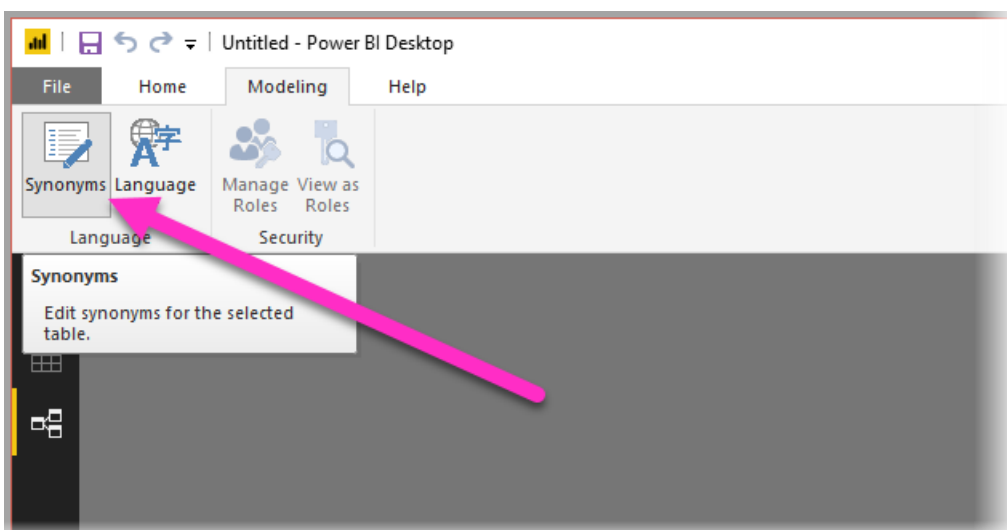 Untitled - Power BI Desktop
File Home Modeling Help
Synonyms Language Manage Roles View as Roles
Language Security
Synonyms
Edit synonyms for the selected
table.